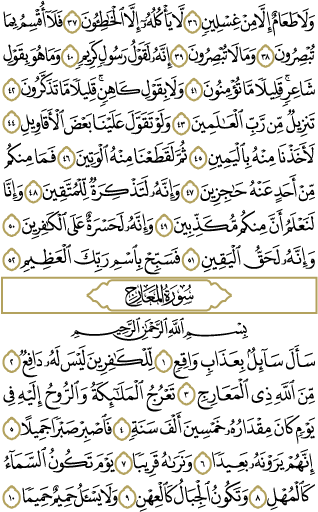 وَلَا طَعَامٌ إِلَّا مِنْ غِسْلِينٍ ٣٦ لَّا يَأْكُلُهُۥٓ إِلَّا ٱلْخَـٰطِـُٔونَ ٣٧ فَلَآ أُقْسِمُ بِمَا
تُبْصِرُونَ ٣٨ وَمَا لَا تُبْصِرُونَ ٣٩ إِنَّهُۥ لَقَوْلُ رَسُولٍ كَرِيمٍ ٤٠ وَمَا هُوَ بِقَوْلِ
شَاعِرٍ ۚ قَلِيلًا مَّا تُؤْمِنُونَ ٤١ وَلَا بِقَوْلِ كَاهِنٍ ۚ قَلِيلًا مَّا تَذَكَّرُونَ ٤٢
تَنزِيلٌ مِّن رَّبِّ ٱلْعَـٰلَمِينَ ٤٣ وَلَوْ تَقَوَّلَ عَلَيْنَا بَعْضَ ٱلْأَقَاوِيلِ ٤٤
لَأَخَذْنَا مِنْهُ بِٱلْيَمِينِ ٤٥ ثُمَّ لَقَطَعْنَا مِنْهُ ٱلْوَتِينَ ٤٦ فَمَا مِنكُم
مِّنْ أَحَدٍ عَنْهُ حَـٰجِزِينَ ٤٧ وَإِنَّهُۥ لَتَذْكِرَةٌ لِّلْمُتَّقِينَ ٤٨ وَإِنَّا
لَنَعْلَمُ أَنَّ مِنكُم مُّكَذِّبِينَ ٤٩ وَإِنَّهُۥ لَحَسْرَةٌ عَلَى ٱلْكَـٰفِرِينَ ٥٠
وَإِنَّهُۥ لَحَقُّ ٱلْيَقِينِ ٥١ فَسَبِّحْ بِٱسْمِ رَبِّكَ ٱلْعَظِيمِ ٥٢
سُورَةُ المَعَارِجِ
بِسْمِ ٱللَّهِ ٱلرَّحْمَـٰنِ ٱلرَّحِيمِ
سَأَلَ سَآئِلٌۢ بِعَذَابٍ وَاقِعٍ ١ لِّلْكَـٰفِرِينَ لَيْسَ لَهُۥ دَافِعٌ ٢
مِّنَ ٱللَّهِ ذِى ٱلْمَعَارِجِ ٣ تَعْرُجُ ٱلْمَلَـٰٓئِكَةُ وَٱلرُّوحُ إِلَيْهِ فِى
يَوْمٍ كَانَ مِقْدَارُهُۥ خَمْسِينَ أَلْفَ سَنَةٍ ٤ فَٱصْبِرْ صَبْرًا جَمِيلًا ٥
إِنَّهُمْ يَرَوْنَهُۥ بَعِيدًا ٦ وَنَرَىٰهُ قَرِيبًا ٧ يَوْمَ تَكُونُ ٱلسَّمَآءُ
كَٱلْمُهْلِ ٨ وَتَكُونُ ٱلْجِبَالُ كَٱلْعِهْنِ ٩ وَلَا يَسْـَٔلُ حَمِيمٌ حَمِيمًا ١٠